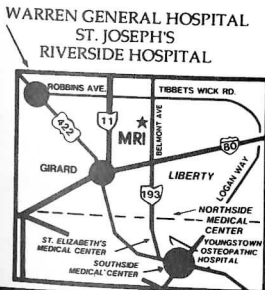 WARREN GENERAL HOSPITAL
ST. JOSEPH'S
RIVERSIDE HOSPITAL
ROBBINS AVE.
TIBBETS WICK RD.
422
11
MRI
BELMONT AVE
80
GIRARD
LIBERTY
LOGAN WAY
193
NORTHSIDE
MEDICAL
CENTER
ST. ELIZABETH'S
MEDICAL CENTER
YOUNGSTOWN
OSTEOPATHIC
HOSPITAL
SOUTHSIDE
MEDICAL CENTER